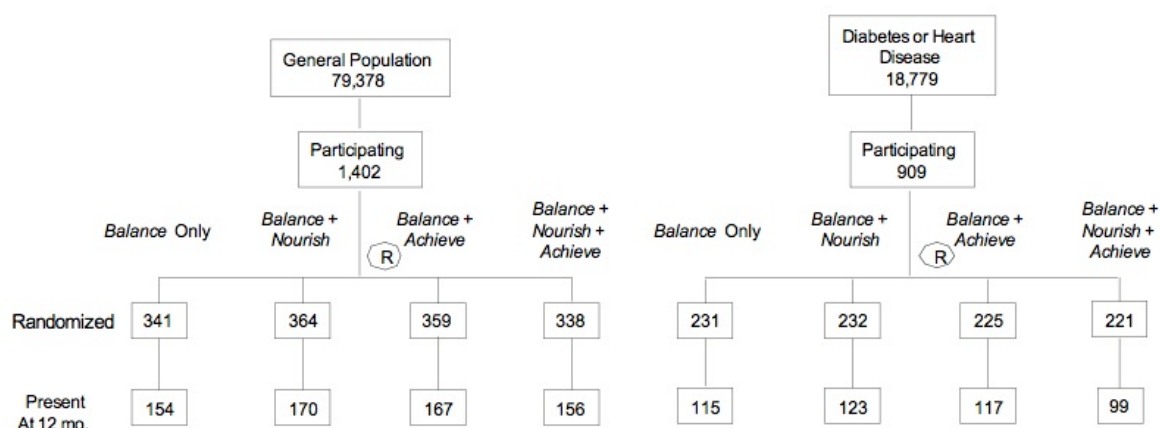 General Population
79,378
Diabetes or Heart
Disease
18,779
Participating
1,402
Participating
909
Balance Only
Balance +
Nourish
Balance +
Achieve
Balance +
Nourish +
Achieve
R
Balance Only
Balance +
Nourish
Balance +
Achieve
Balance +
Nourish +
Achieve
R
Randomized 341 364 359 338 231 232 225 221
Present
At 12 mo.
154 170 167 156 115 123 117 99